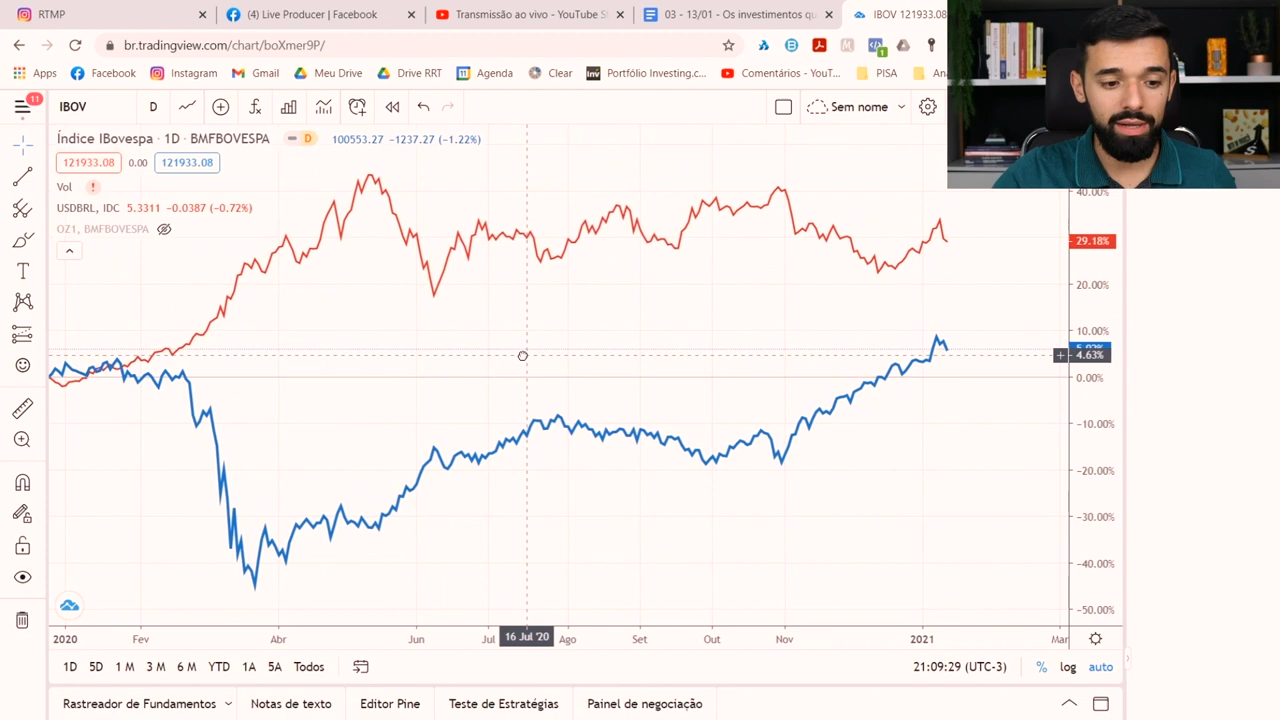 RTMP
(4) Live Producer | Facebook
Transmissão ao vivo - YouTube S
03 - 13/01 - Os investimentos qu
IBOV 121933.08
br.tradingview.com/chart/boXmer9P/
Apps
Facebook
Instagram
Gmail
Meu Drive
Drive RRT
Agenda
Clear
Portfólio Investing.c...
Comentários - YouT...
PISA
An
11
IBOV
D
Sem nome
Índice IBovespa · 1D · BMFBOVESPA
D
100553.27 −1237.27 (−1.22%)
121933.08
0.00
121933.08
Vol
USDBRL, IDC 5.3311 −0.0387 (−0.72%)
OZ1, BMFBOVESPA
40.00%
29.18%
20.00%
10.00%
4.63%
0.00%
−10.00%
−20.00%
−30.00%
−40.00%
−50.00%
2020
Fev
Abr
Jun
Jul
16 Jul '20
Ago
Set
Out
Nov
2021
Mar
1D
5D
1 M
3 M
6 M
YTD
1A
5A
Todos
21:09:29 (UTC-3)
%
log
auto
Rastreador de Fundamentos
Notas de texto
Editor Pine
Teste de Estratégias
Painel de negociação